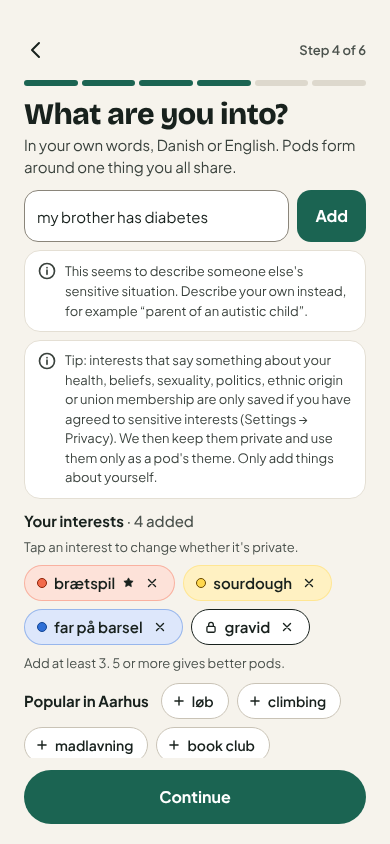 Step 4 of 6
What are you into?
In your own words, Danish or English. Pods form
around one thing you all share.
my brother has diabetes
Add
This seems to describe someone else's
sensitive situation. Describe your own instead,
for example “parent of an autistic child”.
Tip: interests that say something about your
health, beliefs, sexuality, politics, ethnic origin
or union membership are only saved if you have
agreed to sensitive interests (Settings →
Privacy). We then keep them private and use
them only as a pod's theme. Only add things
about yourself.
Your interests · 4 added
Tap an interest to change whether it's private.
brætspil ★ ×
sourdough ×
far på barsel ×
gravid ×
Add at least 3. 5 or more gives better pods.
Popular in Aarhus
+ løb
+ climbing
+ madlavning
+ book club
Continue